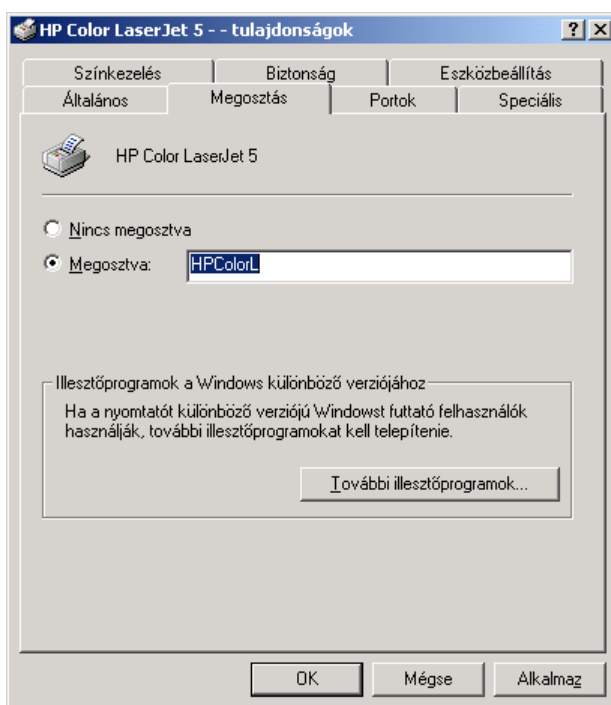 HP Color LaserJet 5 - - tulajdonságok
Színkezelés Biztonság Eszközbeállítás
Általános Megosztás Portok Speciális
HP Color LaserJet 5
Nincs megosztva
Megosztva: HPColorL
Illesztőprogramok a Windows különböző verziójához
Ha a nyomtatót különböző verziójú Windowst futtató felhasználók
használják, további illesztőprogramokat kell telepítenie.
További illesztőprogramok...
OK Mégse Alkalmaz